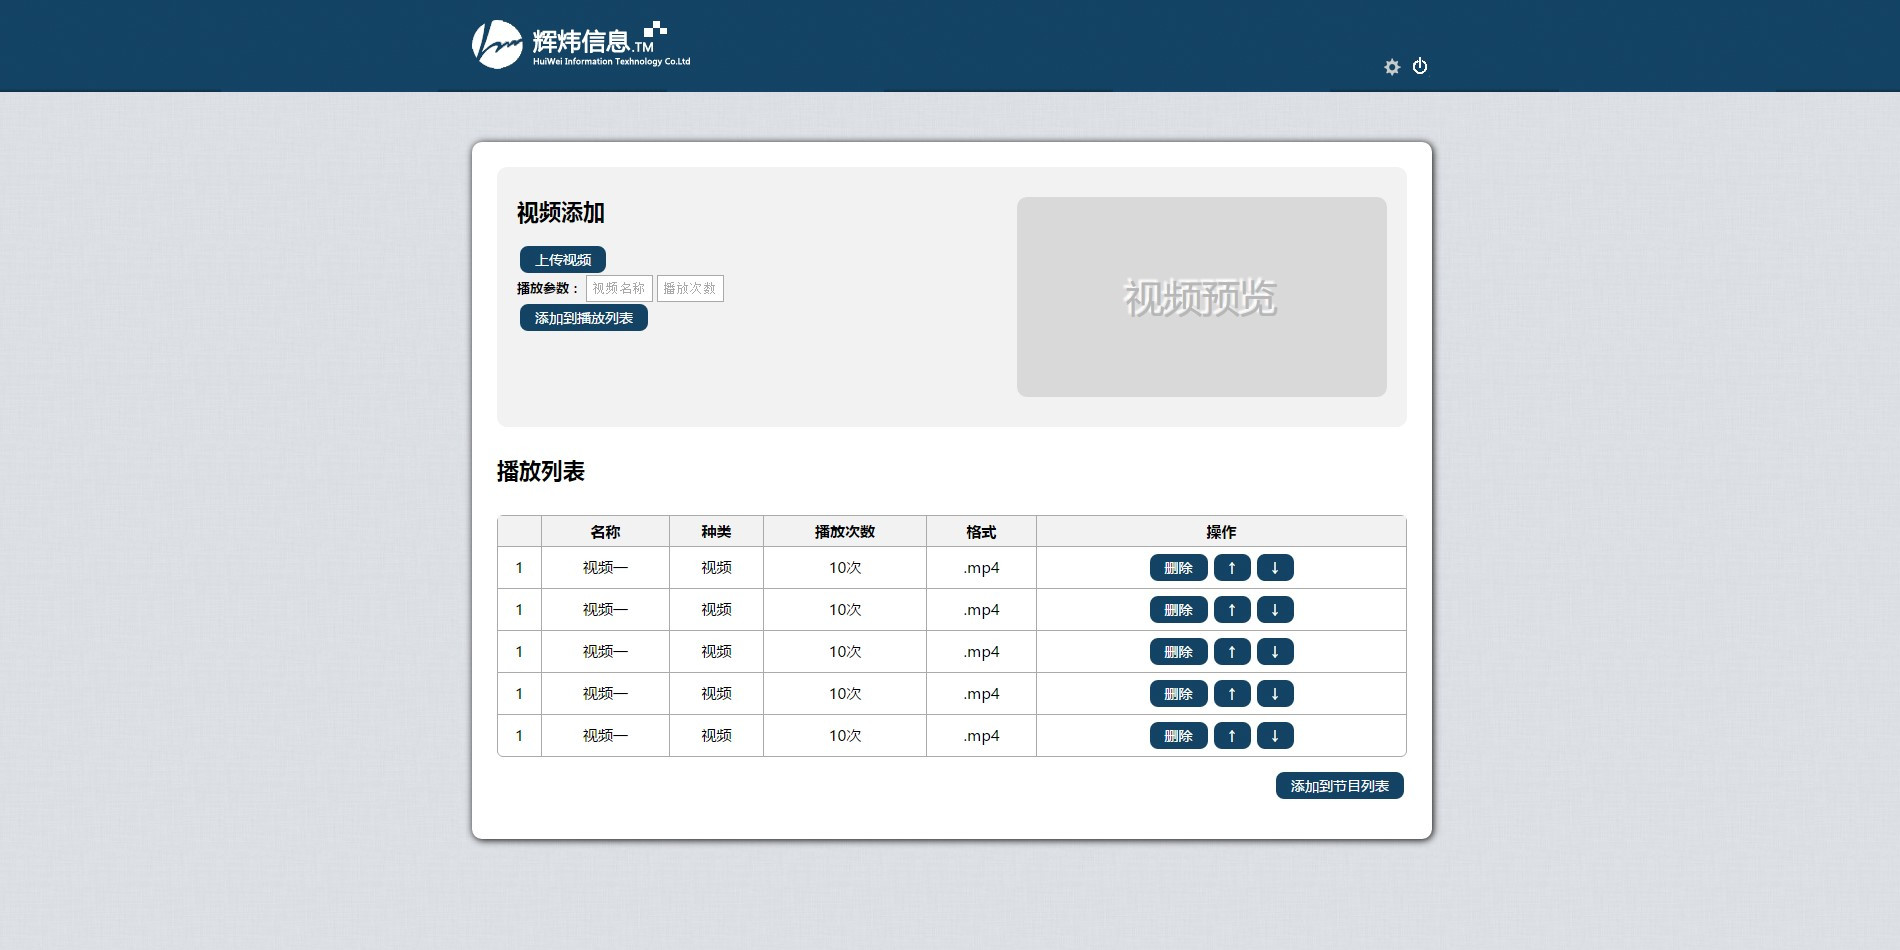 辉炜信息.TM
HuiWei Information Texhnology Co.Ltd
视频添加
上传视频
播放参数： 视频名称 播放次数
添加到播放列表
视频预览
播放列表
名称 种类 播放次数 格式 操作
1 视频一 视频 10次 .mp4 删除 ↑ ↓
1 视频一 视频 10次 .mp4 删除 ↑ ↓
1 视频一 视频 10次 .mp4 删除 ↑ ↓
1 视频一 视频 10次 .mp4 删除 ↑ ↓
1 视频一 视频 10次 .mp4 删除 ↑ ↓
添加到节目列表